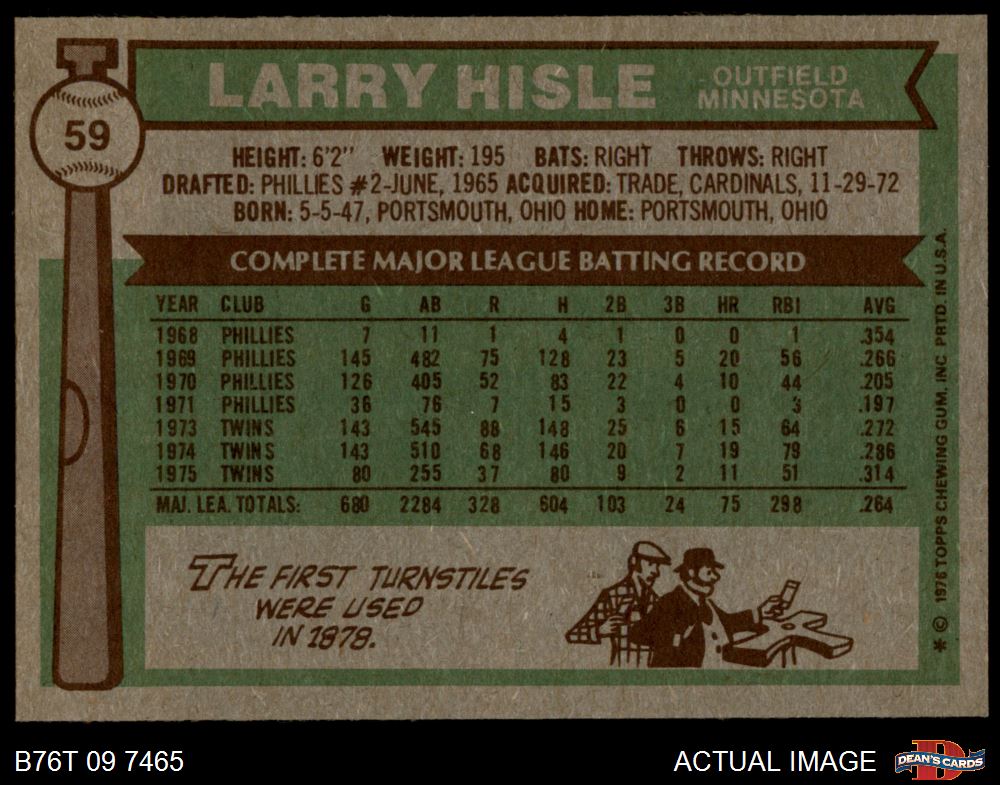 LARRY HISLE
OUTFIELD
MINNESOTA
59
HEIGHT: 6'2" WEIGHT: 195 BATS: RIGHT THROWS: RIGHT
DRAFTED: PHILLIES #2-JUNE, 1965 ACQUIRED: TRADE, CARDINALS, 11-29-72
BORN: 5-5-47, PORTSMOUTH, OHIO HOME: PORTSMOUTH, OHIO
COMPLETE MAJOR LEAGUE BATTING RECORD
YEAR CLUB G AB R H 2B 3B HR RBI AVG
1968 PHILLIES 7 11 1 4 1 0 0 1 .354
1969 PHILLIES 145 482 75 128 23 5 20 56 .266
1970 PHILLIES 126 405 52 83 22 4 10 44 .205
1971 PHILLIES 36 76 7 15 3 0 0 3 .197
1973 TWINS 143 545 88 148 25 6 15 64 .272
1974 TWINS 143 510 68 146 20 7 19 79 .286
1975 TWINS 80 255 37 80 9 2 11 51 .314
MAJ. LEA. TOTALS: 680 2284 328 604 103 24 75 298 .264
THE FIRST TURNSTILES
WERE USED
IN 1878.
* © 1976 TOPPS CHEWING GUM, INC PRTD. IN U.S.A.
B76T 09 7465
ACTUAL IMAGE
D
DEAN'S CARDS